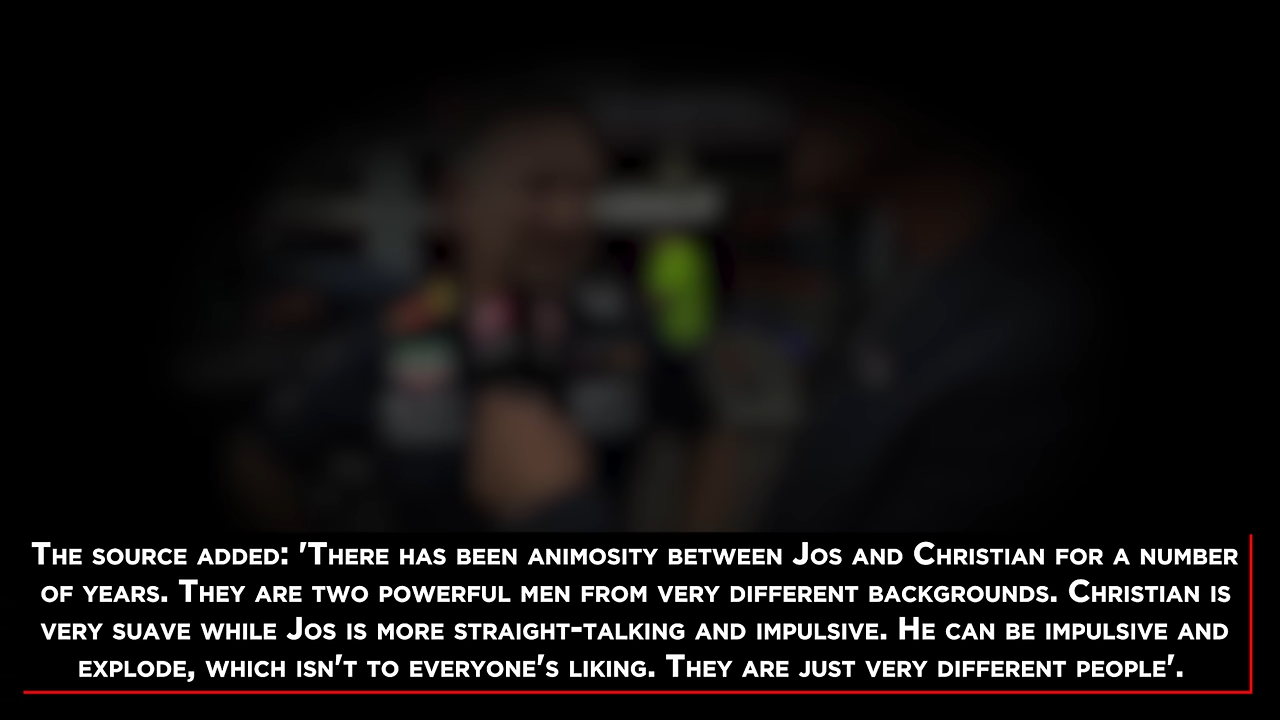 The source added: 'There has been animosity between Jos and Christian for a number
of years. They are two powerful men from very different backgrounds. Christian is
very suave while Jos is more straight-talking and impulsive. He can be impulsive and
explode, which isn't to everyone's liking. They are just very different people'.